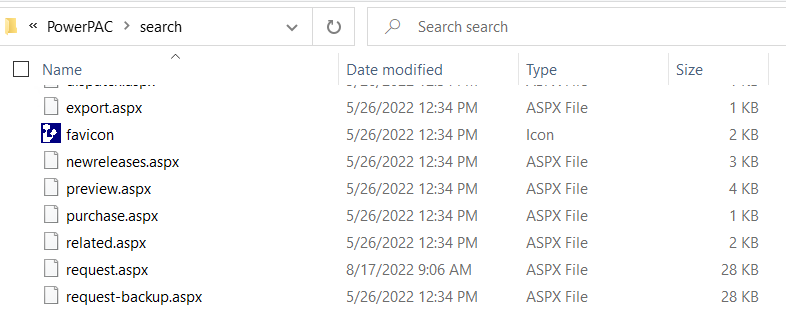 « PowerPAC > search Search search
Name Date modified Type Size
export.aspx 5/26/2022 12:34 PM ASPX File 1 KB
favicon 5/26/2022 12:34 PM Icon 2 KB
newreleases.aspx 5/26/2022 12:34 PM ASPX File 3 KB
preview.aspx 5/26/2022 12:34 PM ASPX File 4 KB
purchase.aspx 5/26/2022 12:34 PM ASPX File 1 KB
related.aspx 5/26/2022 12:34 PM ASPX File 2 KB
request.aspx 8/17/2022 9:06 AM ASPX File 28 KB
request-backup.aspx 5/26/2022 12:34 PM ASPX File 28 KB